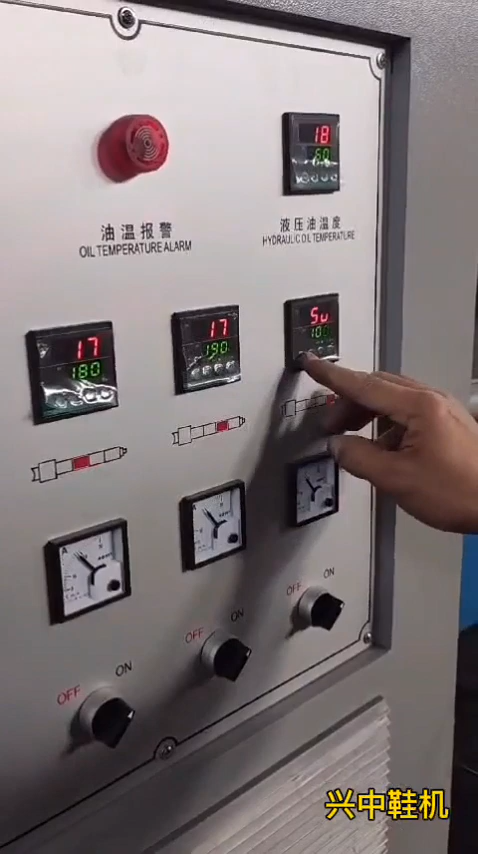 18
60
油温报警
OIL TEMPERATURE ALARM
液压油温度
HYDRAULIC OIL TEMPERATURE
17
180
17
190
Su
100
A
A
OFF
ON
OFF
ON
OFF
ON
兴中鞋机